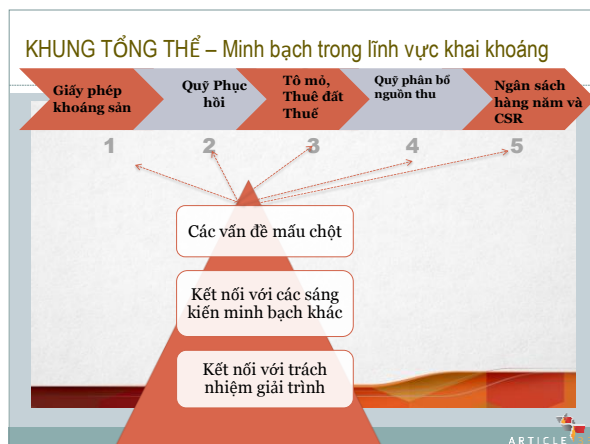 KHUNG TỔNG THỂ – Minh bạch trong lĩnh vực khai khoáng
Giấy phép
khoáng sản
Quỹ Phục
hồi
Tô mỏ,
Thuê đất
Thuế
Quỹ phân bổ
nguồn thu
Ngân sách
hàng năm và
CSR
1
2
3
4
5
Các vấn đề mấu chột
Kết nối với các sáng
kiến minh bạch khác
Kết nối với trách
nhiệm giải trình
ARTICLE